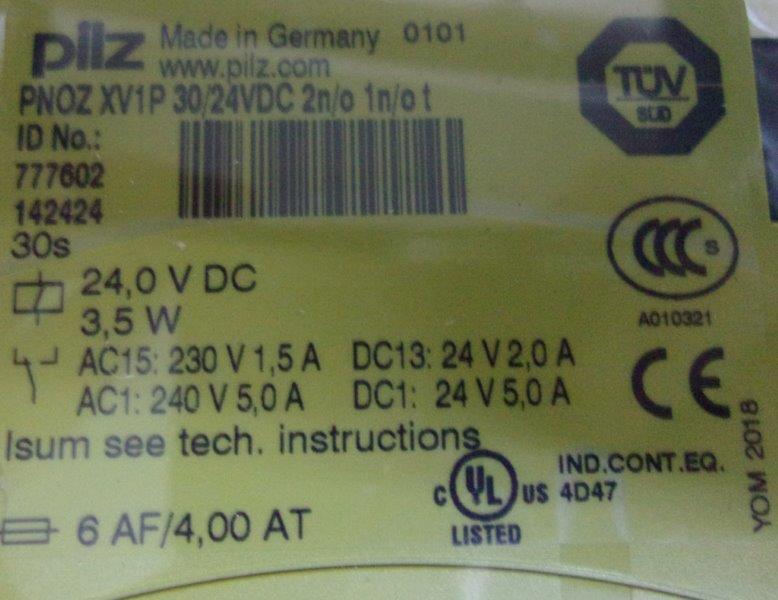 pilz Made in Germany 0101
www.pilz.com
PNOZ XV1P 30/24VDC 2n/o 1n/o t
ID No.:
777602
142424
30s
24,0 V DC
3,5 W
AC15: 230 V 1,5 A DC13: 24 V 2,0 A
AC1: 240 V 5,0 A DC1: 24 V 5,0 A
Isum see tech. instructions
6 AF/4,00 AT
TÜV
SÜD
CCC S
A010321
CE
YOM 2018
C UL US
LISTED
IND.CONT.EQ.
4D47